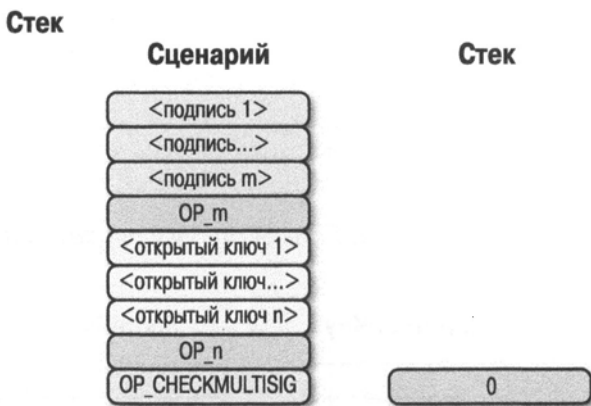 Стек
Сценарий
Стек
<подпись 1>
<подпись...>
<подпись m>
OP_m
<открытый ключ 1>
<открытый ключ...>
<открытый ключ n>
OP_n
OP_CHECKMULTISIG
0